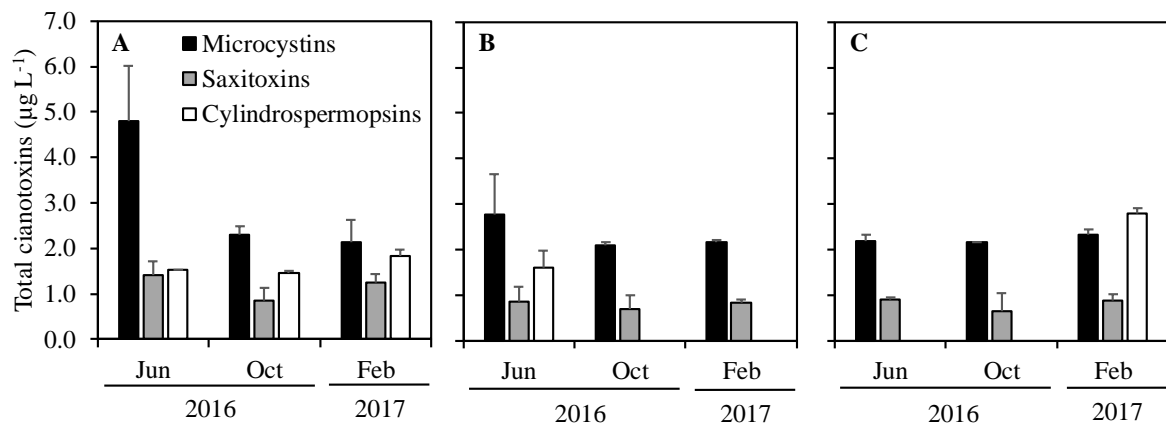 Total cianotoxins (µg L-1)
7.0
6.0
5.0
4.0
3.0
2.0
1.0
0.0
A
Microcystins
Saxitoxins
Cylindrospermopsins
B
C
Jun Oct Feb
2016 2017
Jun Oct Feb
2016 2017
Jun Oct Feb
2016 2017